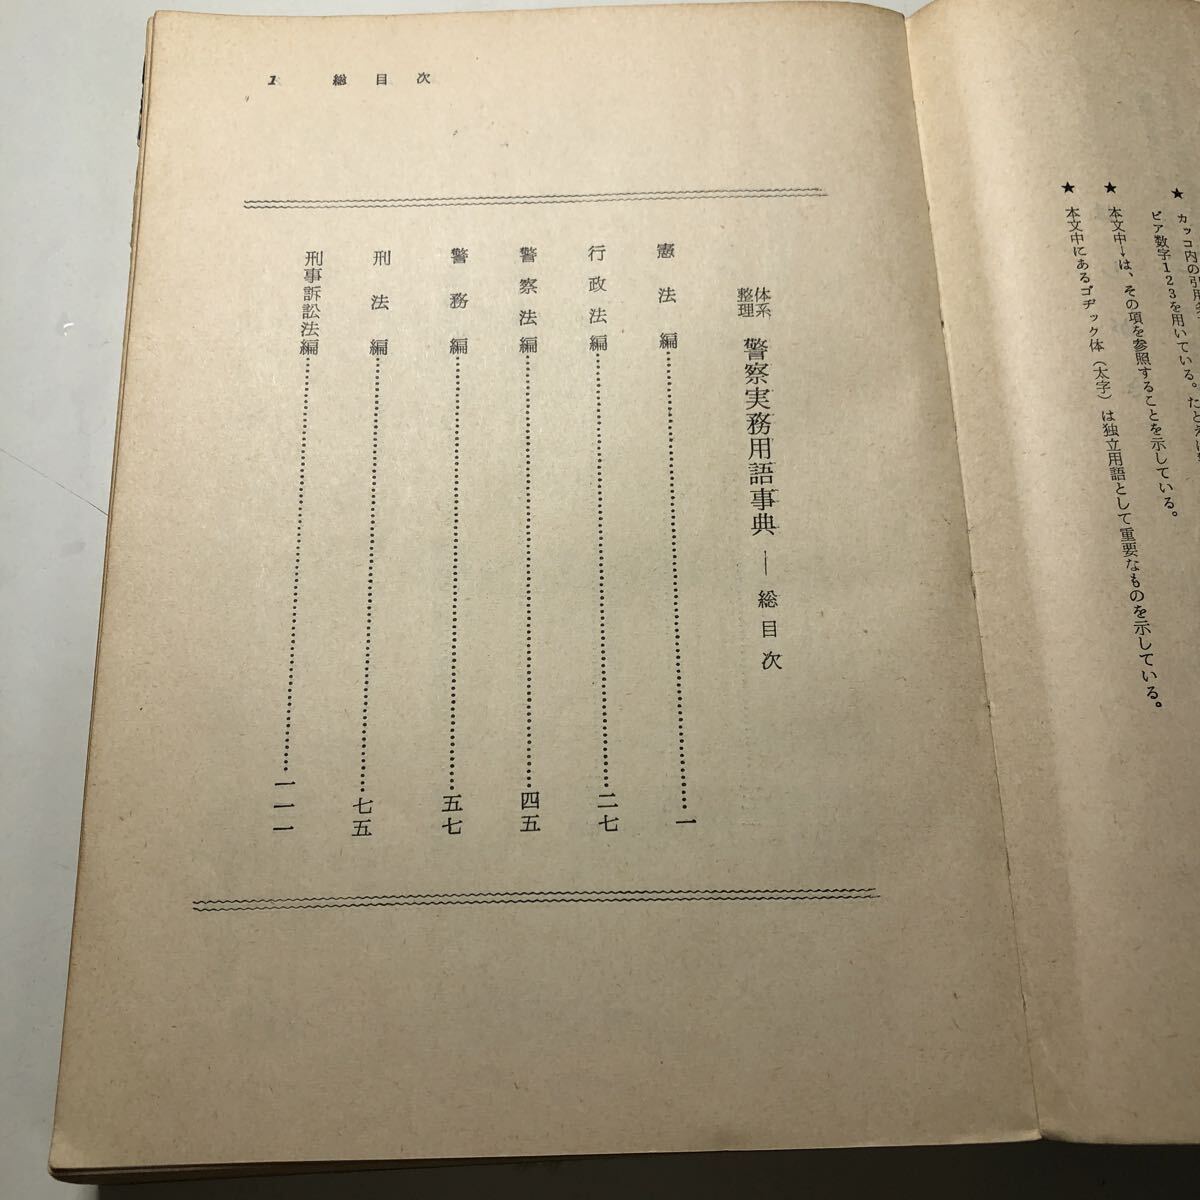 ★ カッコ内の引用
ビア数字123を用いている。たと
★ 本文中↓は、その項を参照することを示している。
★ 本文中にあるゴヂック体（太字）は独立用語として重要なものを示している。
1 総目次
体系整理 警察実務用語事典―総目次
憲法編……一
行政法編……二七
警察法編……四五
警務編……五七
刑法編……七五
刑事訴訟法編……一一一